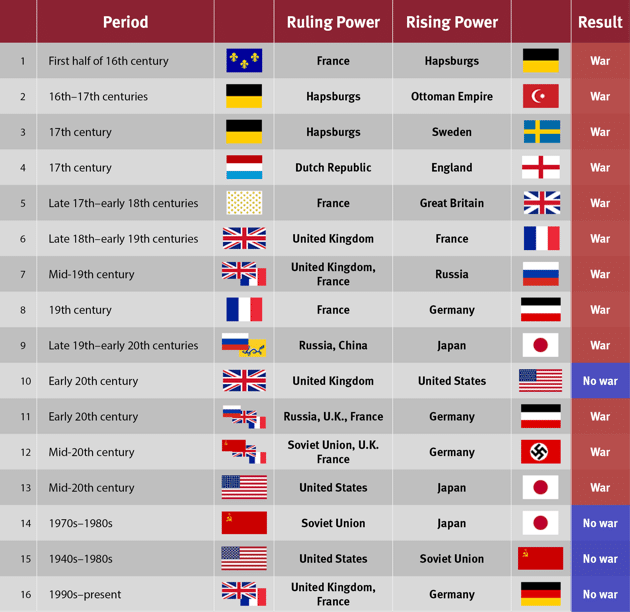 Period Ruling Power Rising Power Result
1 First half of 16th century France Hapsburgs War
2 16th–17th centuries Hapsburgs Ottoman Empire War
3 17th century Hapsburgs Sweden War
4 17th century Dutch Republic England War
5 Late 17th–early 18th centuries France Great Britain War
6 Late 18th–early 19th centuries United Kingdom France War
7 Mid-19th century United Kingdom, France Russia War
8 19th century France Germany War
9 Late 19th–early 20th centuries Russia, China Japan War
10 Early 20th century United Kingdom United States No war
11 Early 20th century Russia, U.K., France Germany War
12 Mid-20th century Soviet Union, U.K. France Germany War
13 Mid-20th century United States Japan War
14 1970s–1980s Soviet Union Japan No war
15 1940s–1980s United States Soviet Union No war
16 1990s–present United Kingdom, France Germany No war